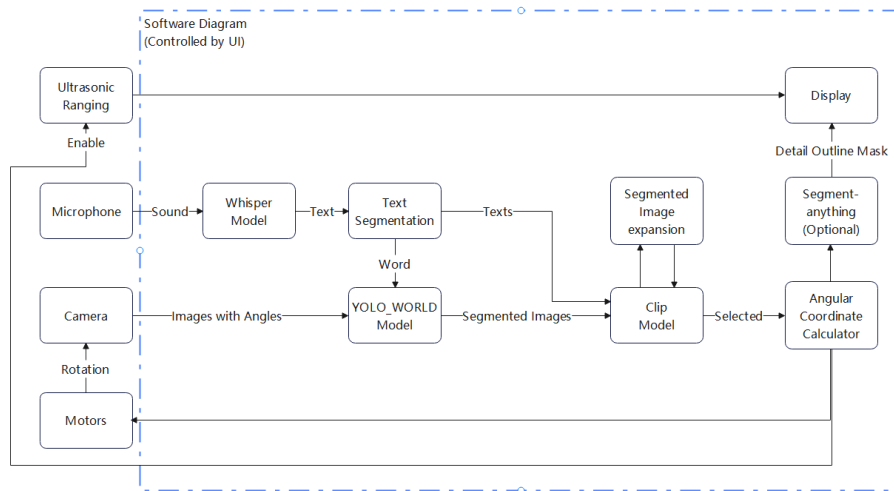 Software Diagram
(Controlled by UI)
Ultrasonic
Ranging
Display
Enable
Detail Outline Mask
Microphone
Sound
Whisper
Model
Text
Text
Segmentation
Texts
Segmented
Image
expansion
Segment-
anything
(Optional)
Word
Camera
Images with Angles
YOLO_WORLD
Model
Segmented Images
Clip
Model
Selected
Angular
Coordinate
Calculator
Rotation
Motors